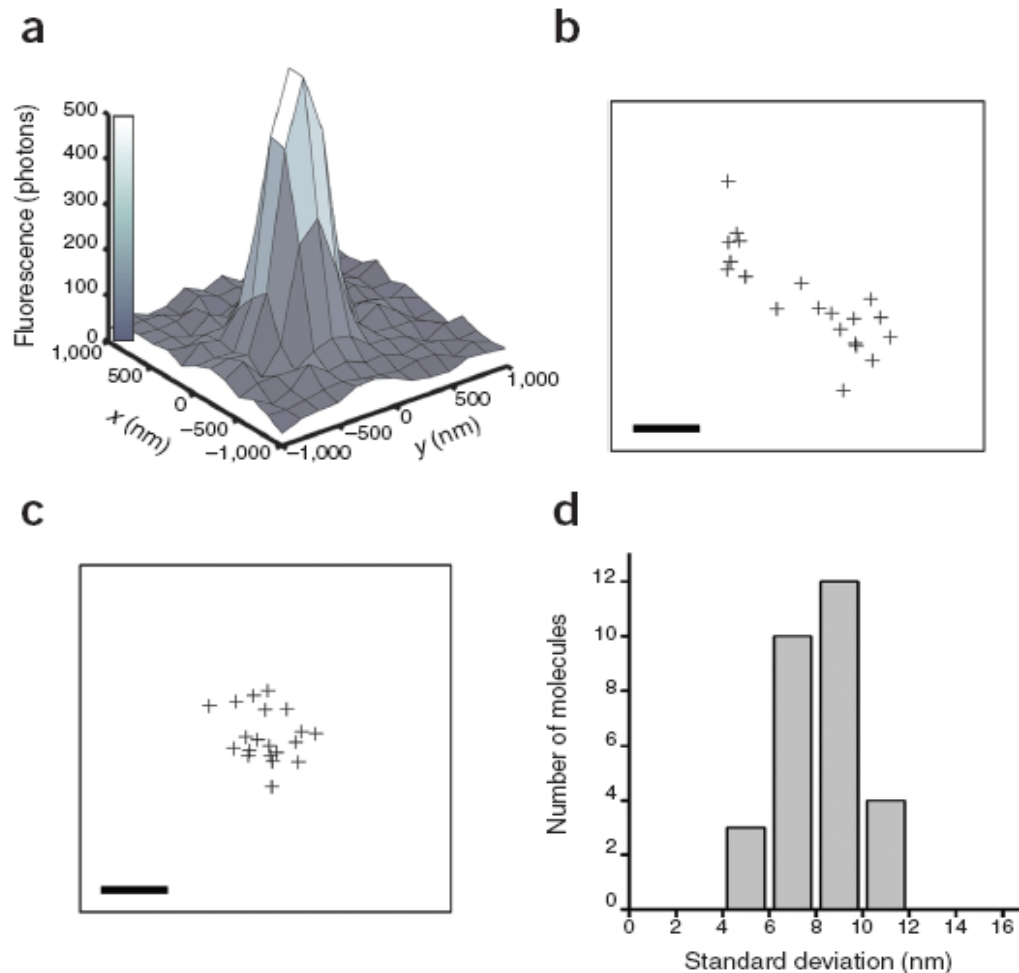 a
Fluorescence (photons)
500
400
300
200
100
0
1,000
500
0
−500
−1,000
x (nm)
−1,000
−500
0
500
1,000
y (nm)
b
c
d
Number of molecules
12
10
8
6
4
2
0
0 2 4 6 8 10 12 14 16
Standard deviation (nm)